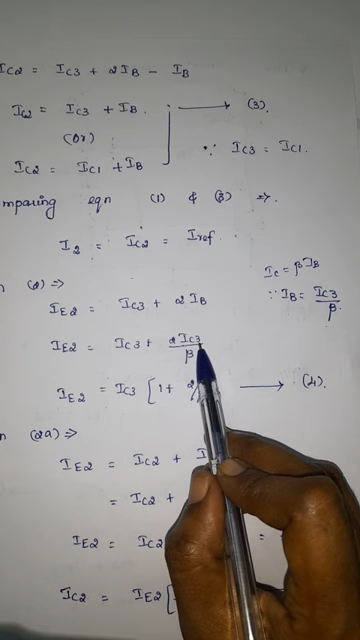 IC2 = IC3 + 2IB - IB
IC2 = IC3 + IB. → (3).
(Or)
IC2 = IC1 + IB
∵ IC3 = IC1.
mparing eqn (1) & (3) ⇒.
I2 = IC2 = Iref.
n (2) ⇒
IC = βIB
∵ IB = IC3/β.
IE2 = IC3 + 2IB
IE2 = IC3 + 2IC3/β
IE2 = IC3 [1+ 2 → (4).
n (2a) ⇒
IE2 = IC2 + I
= IC2 +
IE2 = IC2 =
IC2 = IE2 [